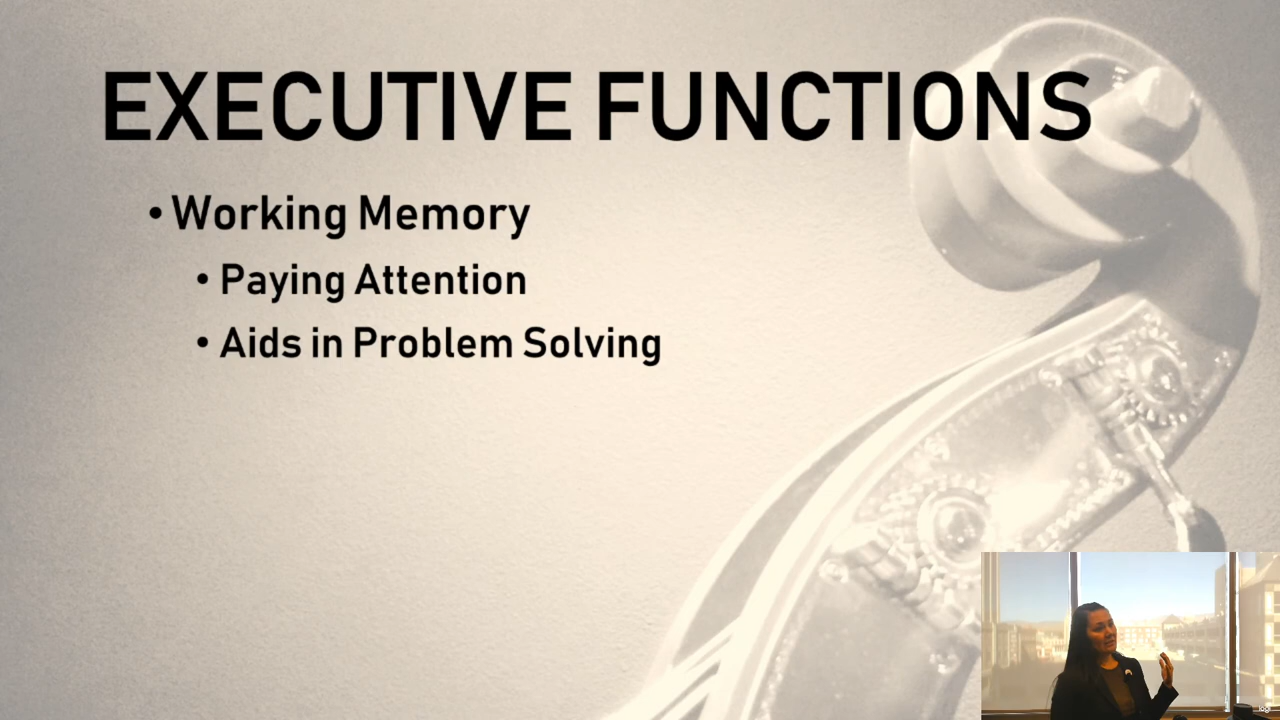 EXECUTIVE FUNCTIONS
• Working Memory
• Paying Attention
• Aids in Problem Solving